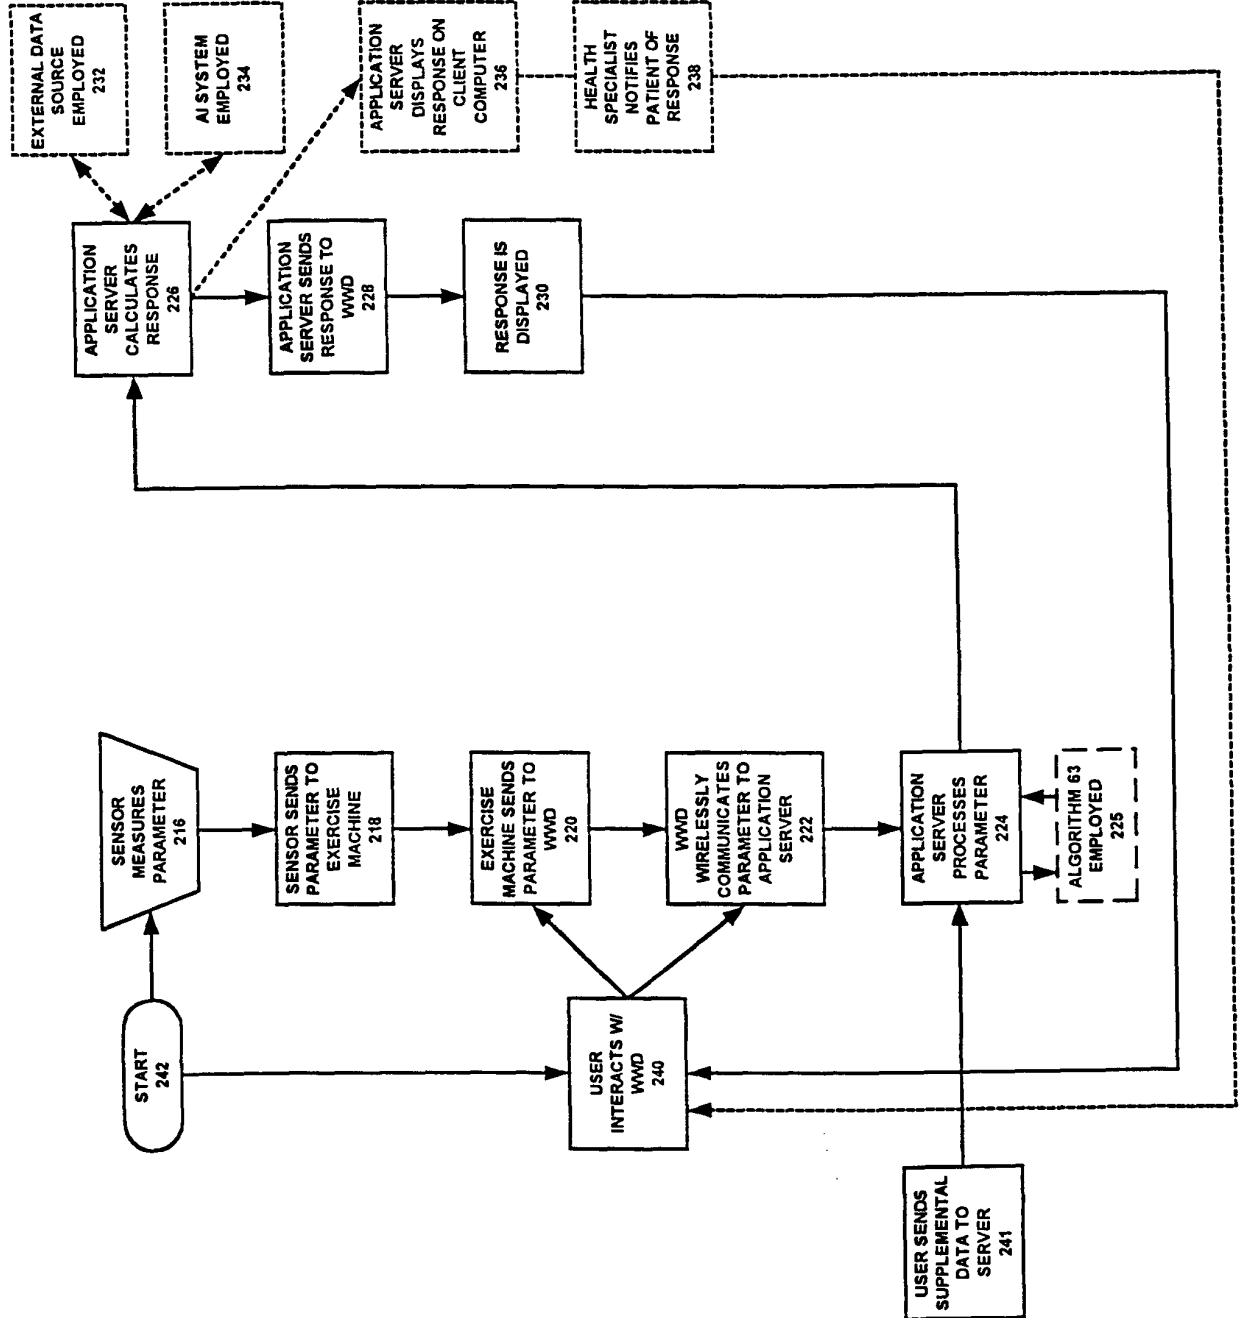 START
242
SENSOR
MEASURES
PARAMETER
216
SENSOR SENDS
PARAMETER TO
EXERCISE
MACHINE
218
EXERCISE
MACHINE SENDS
PARAMETER TO
WWD
220
WWD
WIRELESSLY
COMMUNICATES
PARAMETER TO
APPLICATION
SERVER
222
APPLICATION
SERVER
PROCESSES
PARAMETER
224
ALGORITHM 63
EMPLOYED
225
USER
INTERACTS W/
WWD
240
USER SENDS
SUPPLEMENTAL
DATA TO
SERVER
241
APPLICATION
SERVER
CALCULATES
RESPONSE
226
APPLICATION
SERVER SENDS
RESPONSE TO
WWD
228
RESPONSE IS
DISPLAYED
230
EXTERNAL DATA
SOURCE
EMPLOYED
232
AI SYSTEM
EMPLOYED
234
APPLICATION
SERVER
DISPLAYS
RESPONSE ON
CLIENT
COMPUTER
236
HEALTH
SPECIALIST
NOTIFIES
PATIENT OF
RESPONSE
238